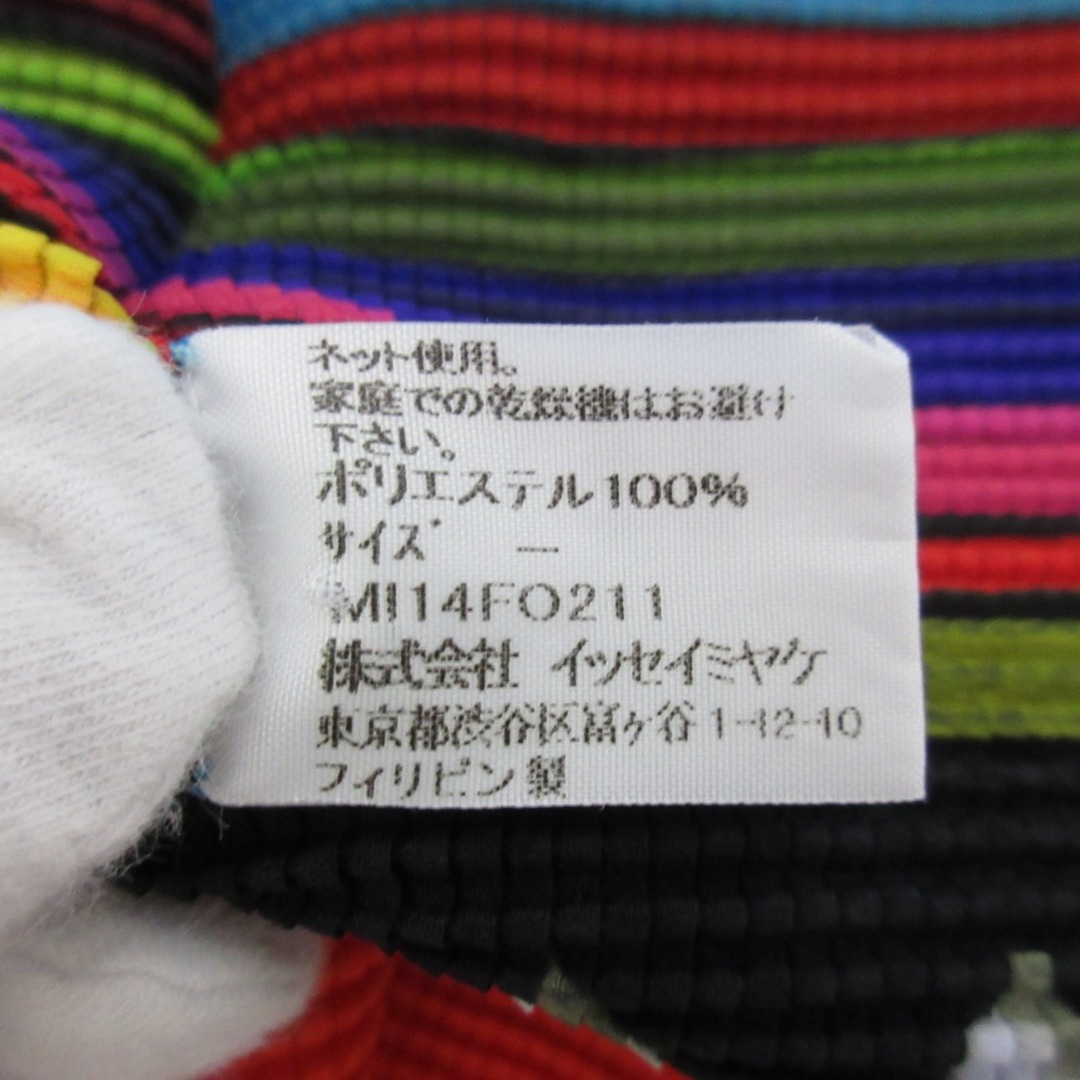 ネット使用。
家庭での乾燥機はお避け
下さい。
ポリエステル100%
サイズ ―
MI14FO211
株式会社 イッセイミヤケ
東京都渋谷区富ヶ谷1-12-10
フィリピン製